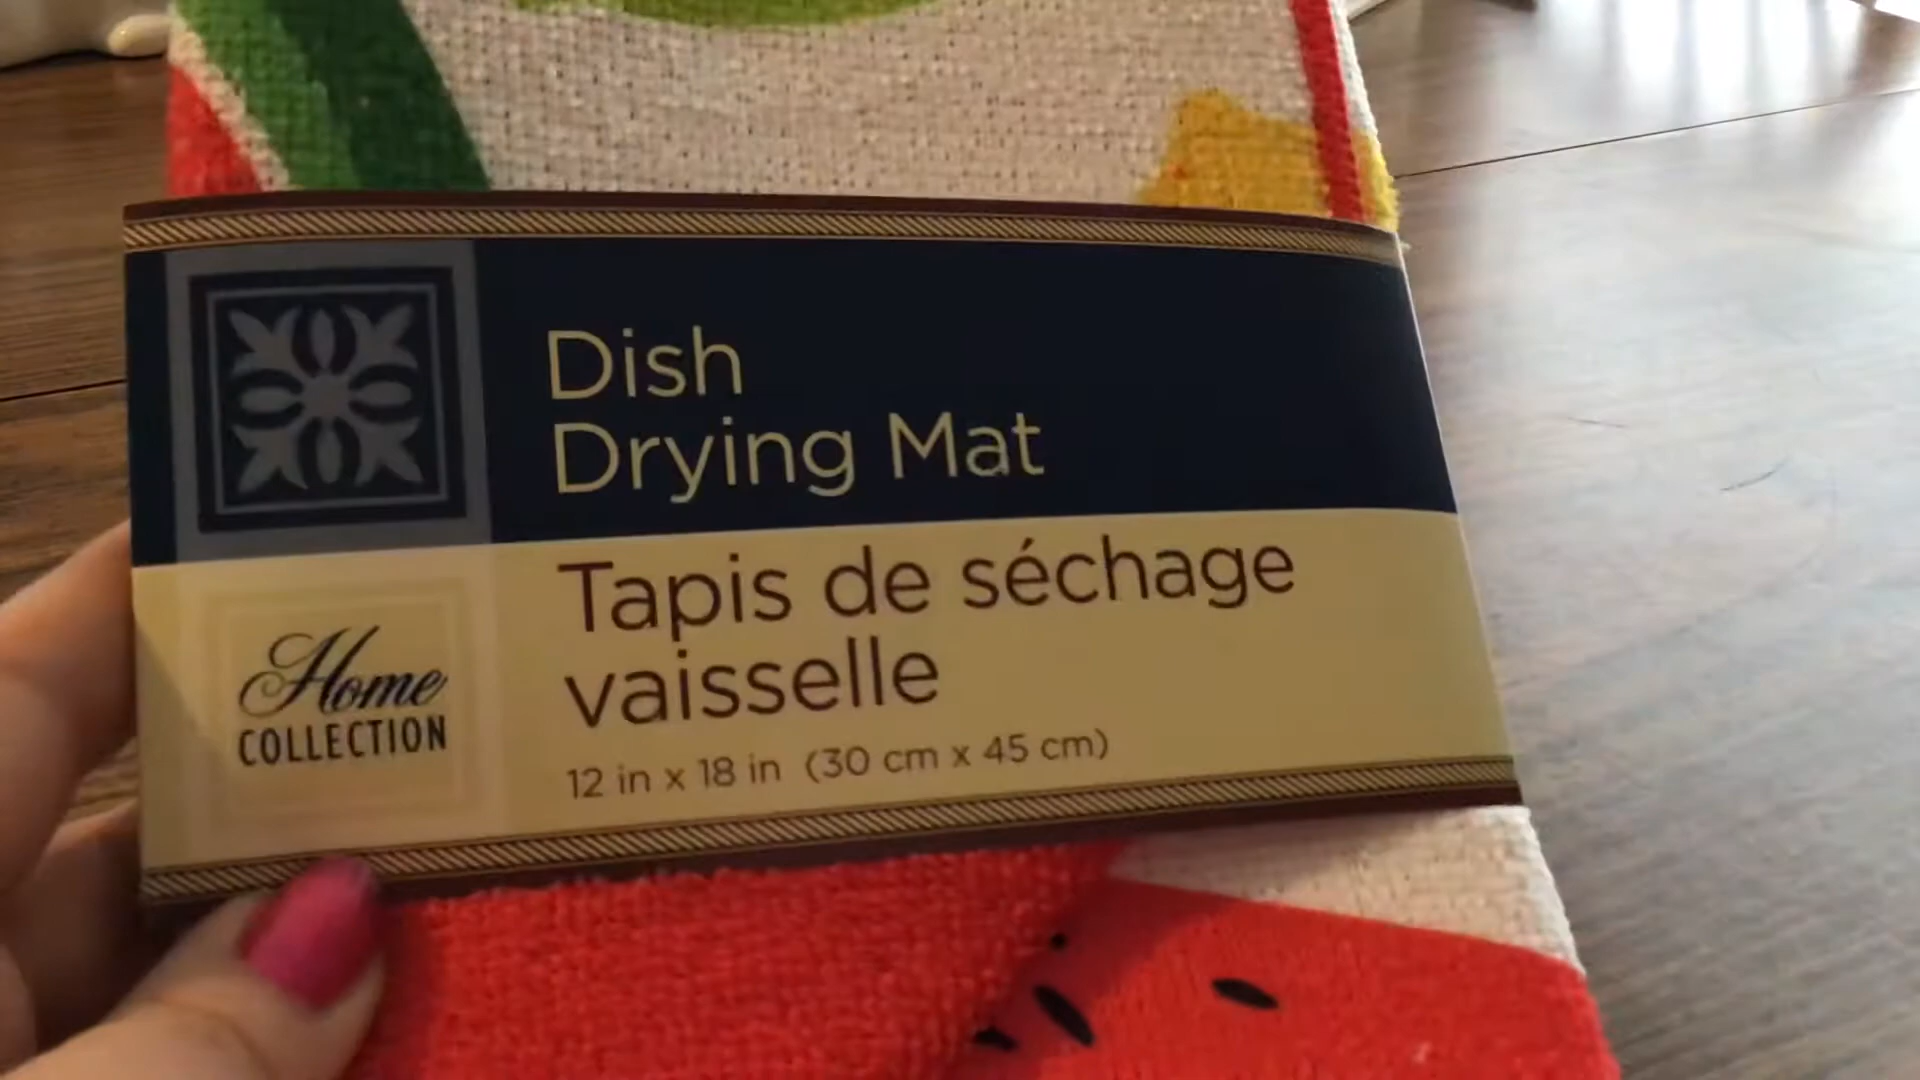 Dish
Drying Mat
Tapis de séchage
vaisselle
12 in x 18 in (30 cm x 45 cm)
Home
COLLECTION